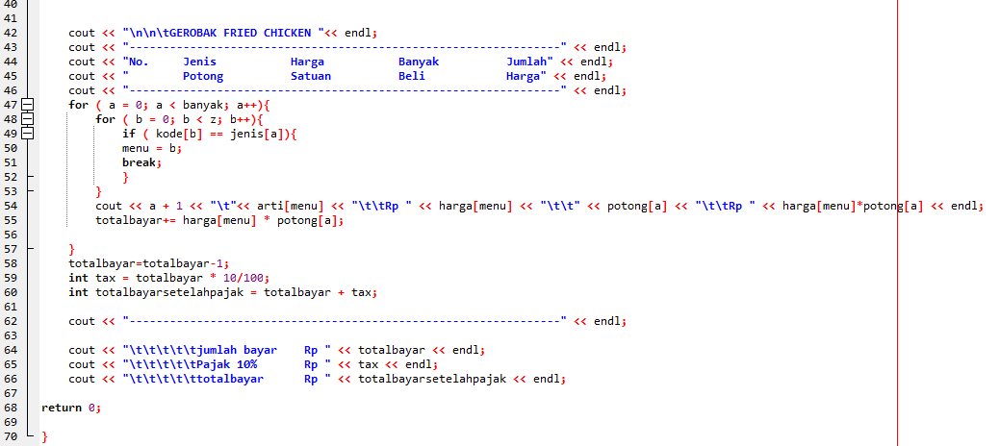 40
41
42 cout << "\n\n\tGEROBAK FRIED CHICKEN "<< endl;
43 cout << "----------------------------------------------------------------" << endl;
44 cout << "No.     Jenis           Harga           Banyak          Jumlah" << endl;
45 cout << "        Potong          Satuan          Beli            Harga" << endl;
46 cout << "----------------------------------------------------------------" << endl;
47 for ( a = 0; a < banyak; a++){
48 for ( b = 0; b < z; b++){
49 if ( kode[b] == jenis[a]){
50 menu = b;
51 break;
52 }
53 }
54 cout << a + 1 << "\t"<< arti[menu] << "\t\tRp " << harga[menu] << "\t\t" << potong[a] << "\t\tRp " << harga[menu]*potong[a] << endl;
55 totalbayar+= harga[menu] * potong[a];
56
57 }
58 totalbayar=totalbayar-1;
59 int tax = totalbayar * 10/100;
60 int totalbayarsetelahpajak = totalbayar + tax;
61
62 cout << "----------------------------------------------------------------" << endl;
63
64 cout << "\t\t\t\t\tjumlah bayar    Rp " << totalbayar << endl;
65 cout << "\t\t\t\t\tPajak 10%       Rp " << tax << endl;
66 cout << "\t\t\t\t\ttotalbayar      Rp " << totalbayarsetelahpajak << endl;
67
68 return 0;
69
70 }